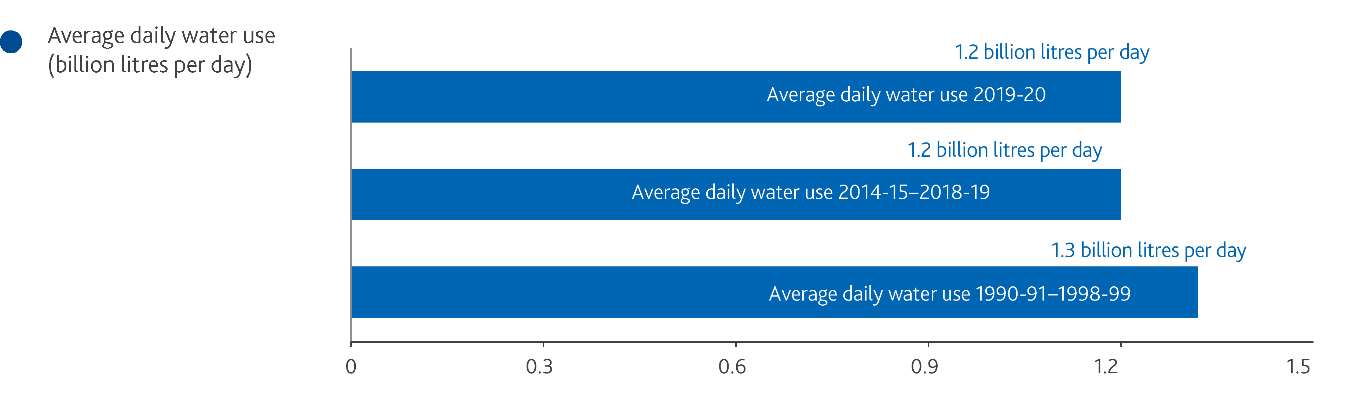 Average daily water use
(billion litres per day)
1.2 billion litres per day
Average daily water use 2019-20
1.2 billion litres per day
Average daily water use 2014-15–2018-19
1.3 billion litres per day
Average daily water use 1990-91–1998-99
0 0.3 0.6 0.9 1.2 1.5